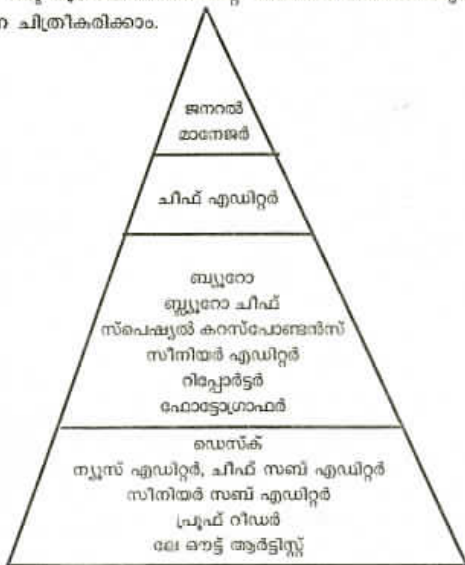 ചിത്രീകരിക്കാം.
ജനറൽ
മാനേജർ
ചീഫ് എഡിറ്റർ
ബ്യൂറോ
ബ്ല്യൂറോ ചീഫ്
സ്പെഷ്യൽ കറസ്പോണ്ടൻസ്
സീനിയർ എഡിറ്റർ
റിപ്പോർട്ടർ
ഫോട്ടോഗ്രാഫർ
ഡെസ്ക്
ന്യൂസ് എഡിറ്റർ, ചീഫ് സബ് എഡിറ്റർ
സീനിയർ സബ് എഡിറ്റർ
പ്രൂഫ് റീഡർ
ലേ ഔട്ട് ആർട്ടിസ്റ്റ്